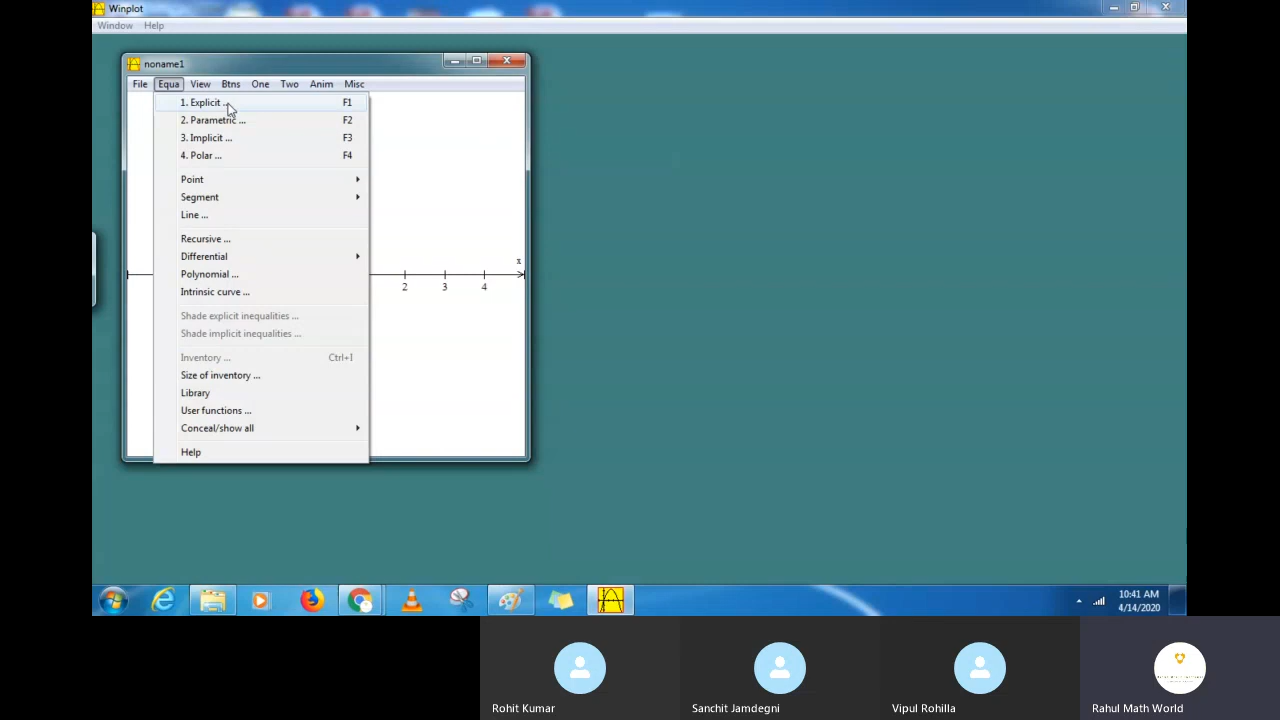 Winplot
Window Help
noname1
File Equa View Btns One Two Anim Misc
1. Explicit ... F1
2. Parametric ... F2
3. Implicit ... F3
4. Polar ... F4
Point
Segment
Line ...
Recursive ...
Differential
Polynomial ...
Intrinsic curve ...
Shade explicit inequalities ...
Shade implicit inequalities ...
Inventory ... Ctrl+I
Size of inventory ...
Library
User functions ...
Conceal/show all
Help
x
2 3 4
10:41 AM
4/14/2020
Rohit Kumar
Sanchit Jamdegni
Vipul Rohilla
Rahul Math World